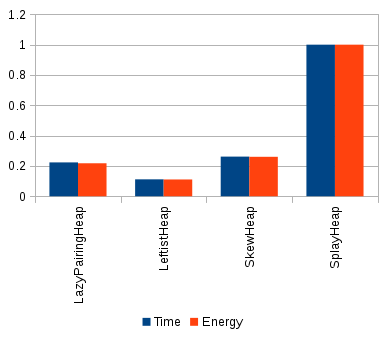 1.2
1
0.8
0.6
0.4
0.2
0
LazyPairingHeap
LeftistHeap
SkewHeap
SplayHeap
Time Energy